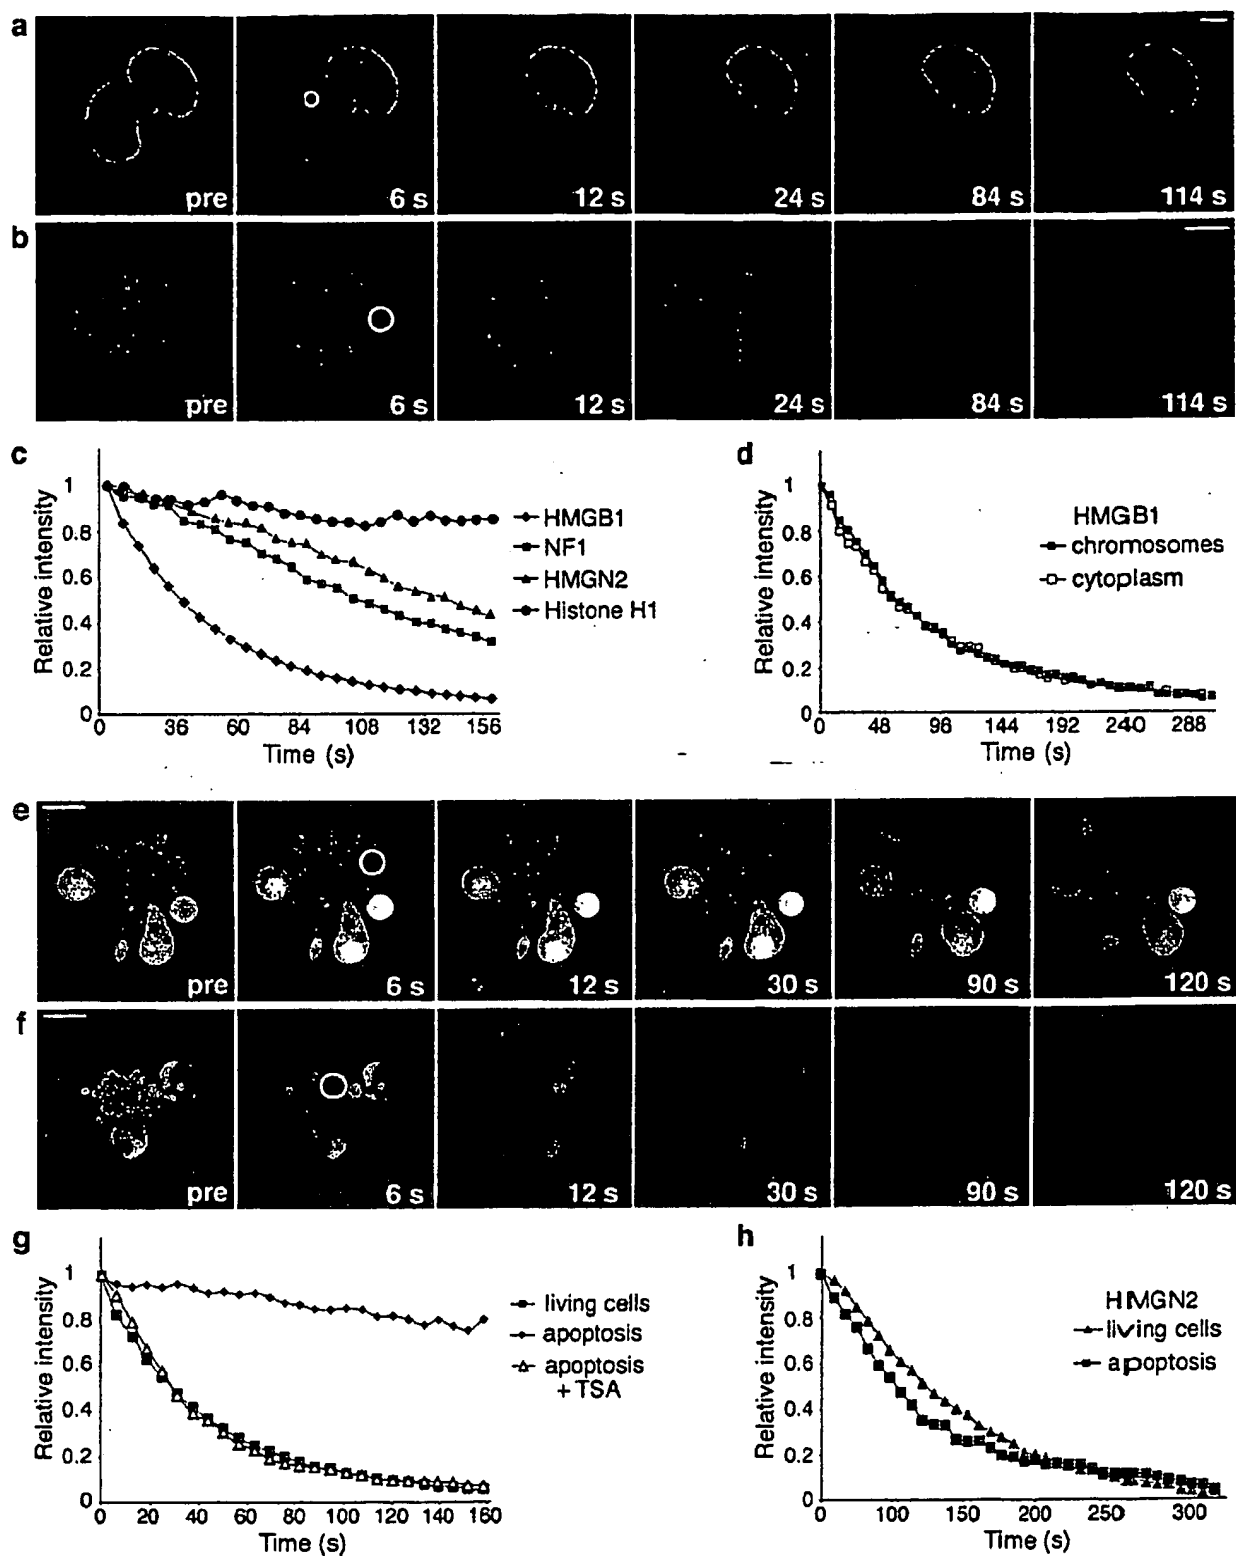 a
pre 6 s 12 s 24 s 84 s 114 s
b
pre 6 s 12 s 24 s 84 s 114 s
c
Relative intensity
1
0.8
0.6
0.4
0.2
0
0 36 60 84 108 132 156
Time (s)
HMGB1
NF1
HMGN2
Histone H1
d
Relative intensity
1
0.8
0.6
0.4
0.2
0
0 48 96 144 192 240 288
Time (s)
HMGB1
chromosomes
cytoplasm
e
pre 6 s 12 s 30 s 90 s 120 s
f
pre 6 s 12 s 30 s 90 s 120 s
g
Relative intensity
1
0.8
0.6
0.4
0.2
0
0 20 40 60 80 100 120 140 160
Time (s)
living cells
apoptosis
apoptosis
+ TSA
h
Relative intensity
1
0.8
0.6
0.4
0.2
0
0 100 150 200 250 300
Time (s)
HMGN2
living cells
apoptosis